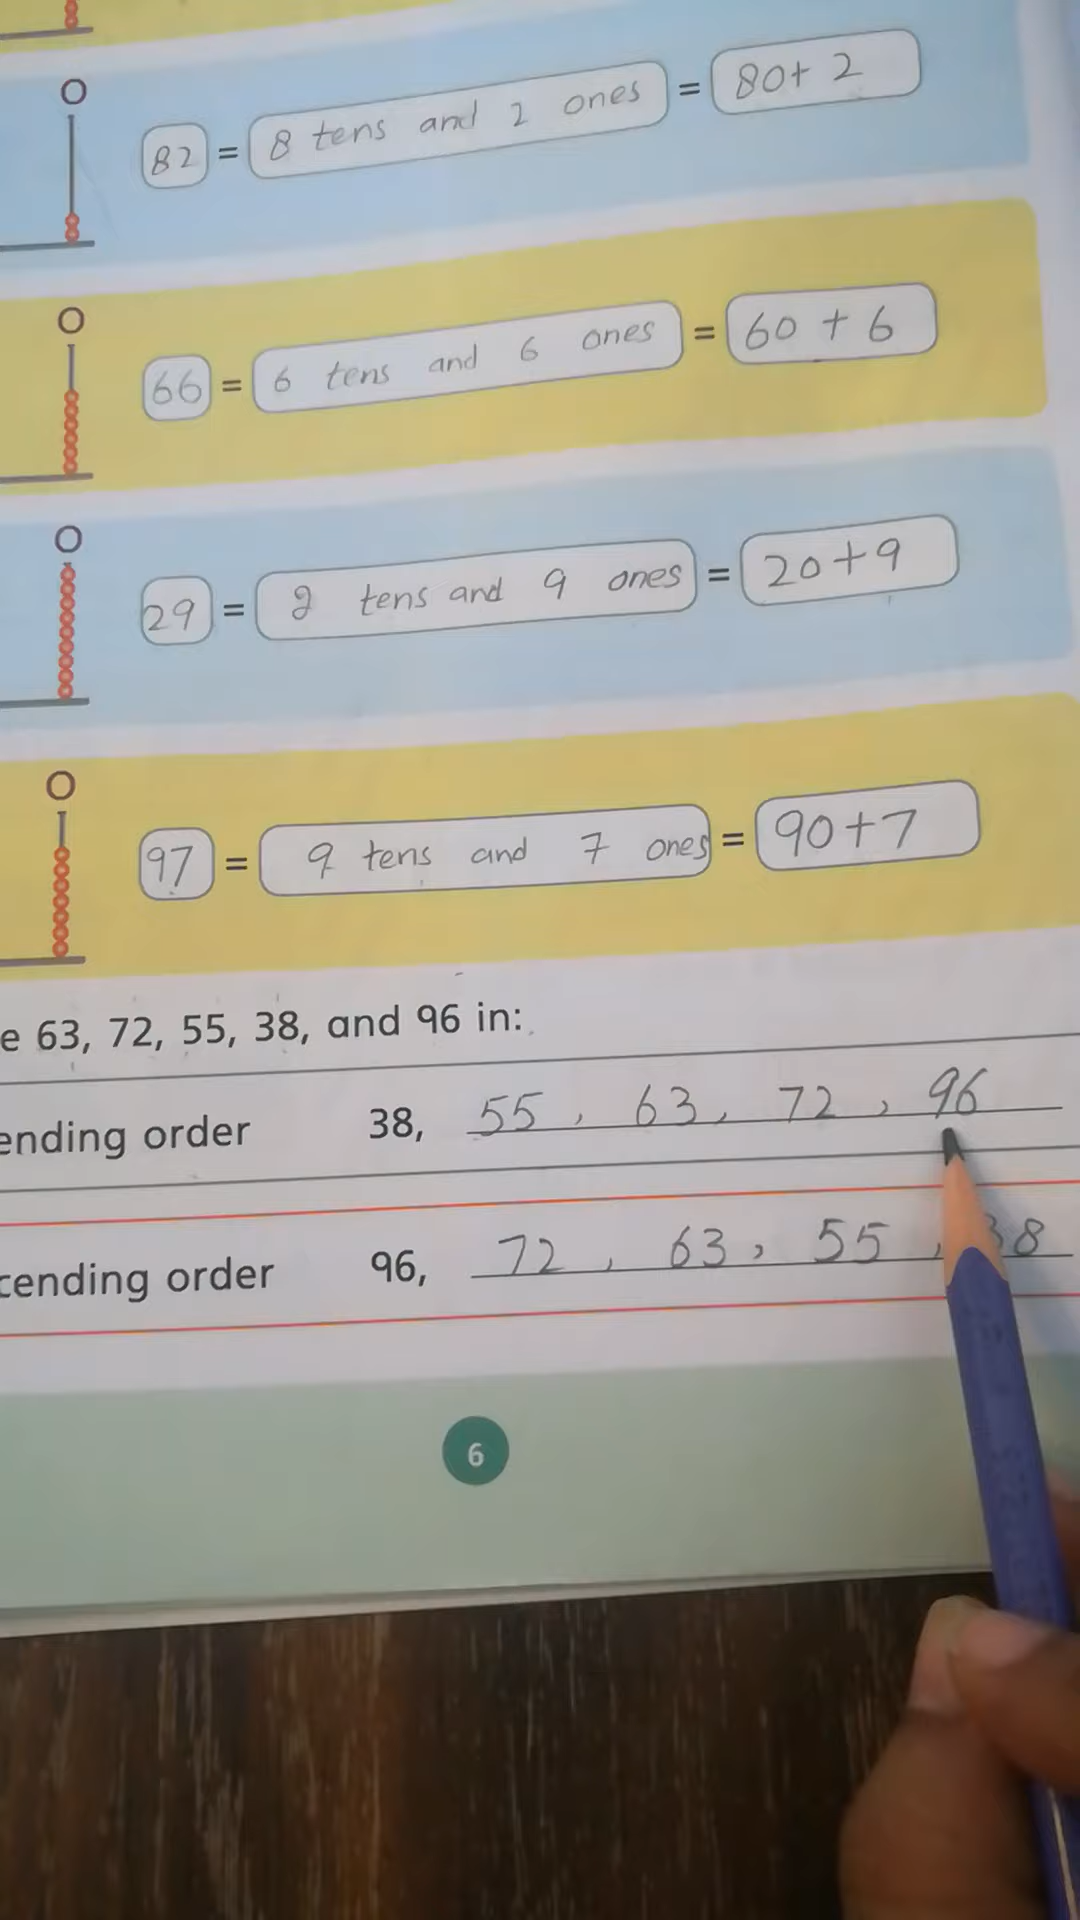 82 = 8 tens and 2 ones = 80+ 2
66 = 6 tens and 6 ones = 60 + 6
29 = 2 tens and 9 ones = 20+9
97 = 9 tens and 7 ones = 90+7
e 63, 72, 55, 38, and 96 in:
ending order 38, 55, 63, 72, 96
cending order 96, 72, 63, 55, 38
6